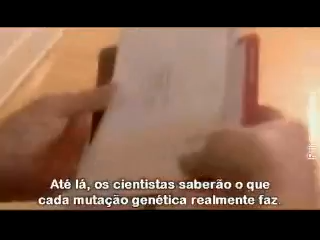 Até lá, os cientistas saberão o que
cada mutação genética realmente faz.